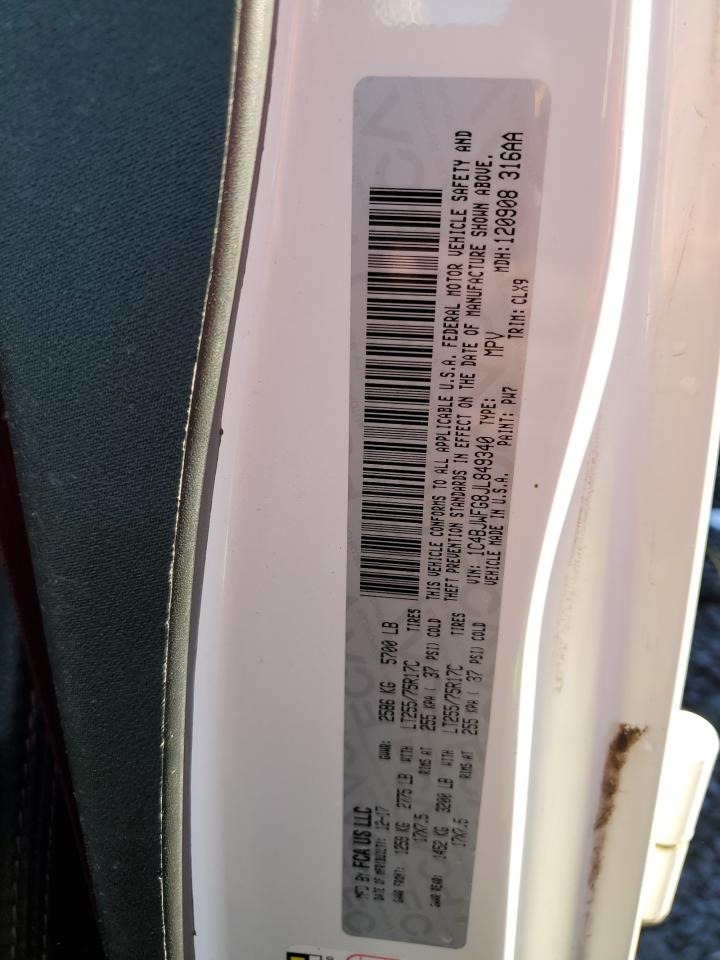 MFD BY FCA US LLC
DATE OF MFR(BUILT): 12-17 GVWR: 2586 KG 5700 LB
GAWR FRONT: 1259 KG 2775 LB WITH LT255/75R17C TIRES
17X7.5 RIMS AT 255 KPA ( 37 PSI) COLD
GAWR REAR: 1452 KG 3200 LB WITH LT255/75R17C TIRES
17X7.5 RIMS AT 255 KPA ( 37 PSI) COLD
THIS VEHICLE CONFORMS TO ALL APPLICABLE U.S.A. FEDERAL MOTOR VEHICLE SAFETY AND
THEFT PREVENTION STANDARDS IN EFFECT ON THE DATE OF MANUFACTURE SHOWN ABOVE.
VIN: 1C4BJWFG8JL849340 TYPE: MPV MDH:120908 316AA
VEHICLE MADE IN U.S.A. PAINT: PW7 TRIM: CLX9